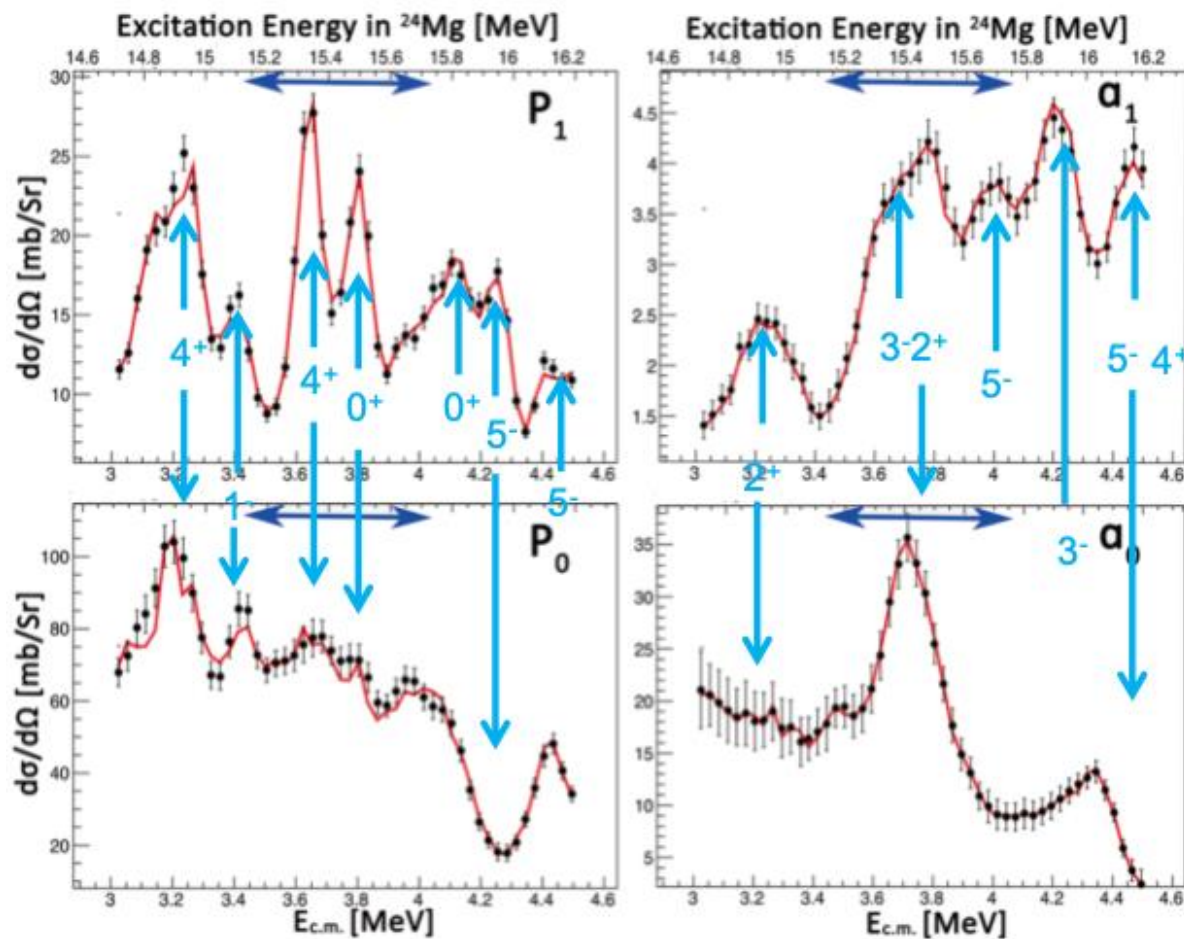 Excitation Energy in ²⁴Mg [MeV]
14.6 14.8 15 15.2 15.4 15.6 15.8 16 16.2
30
25
20
15
10
dσ/dΩ [mb/Sr]
P₁
4⁺
4⁺
0⁺
0⁺
5⁻
3 3.2 3.4 3.6 3.8 4 4.2 4.4 4.6
1⁻
5⁻
Excitation Energy in ²⁴Mg [MeV]
14.6 14.8 15 15.2 15.4 15.6 15.8 16 16.2
4.5
4
3.5
3
2.5
2
1.5
dσ/dΩ [mb/Sr]
α₁
3⁻2⁺
5⁻
5⁻ 4⁺
3 3.2 3.4 3.6 3.8 4 4.2 4.4 4.6
2⁺
3⁻
100
80
60
40
20
dσ/dΩ [mb/Sr]
P₀
3 3.2 3.4 3.6 3.8 4 4.2 4.4 4.6
E_c.m. [MeV]
35
30
25
20
15
10
5
α₀
3 3.2 3.4 3.6 3.8 4 4.2 4.4 4.6
E_c.m. [MeV]